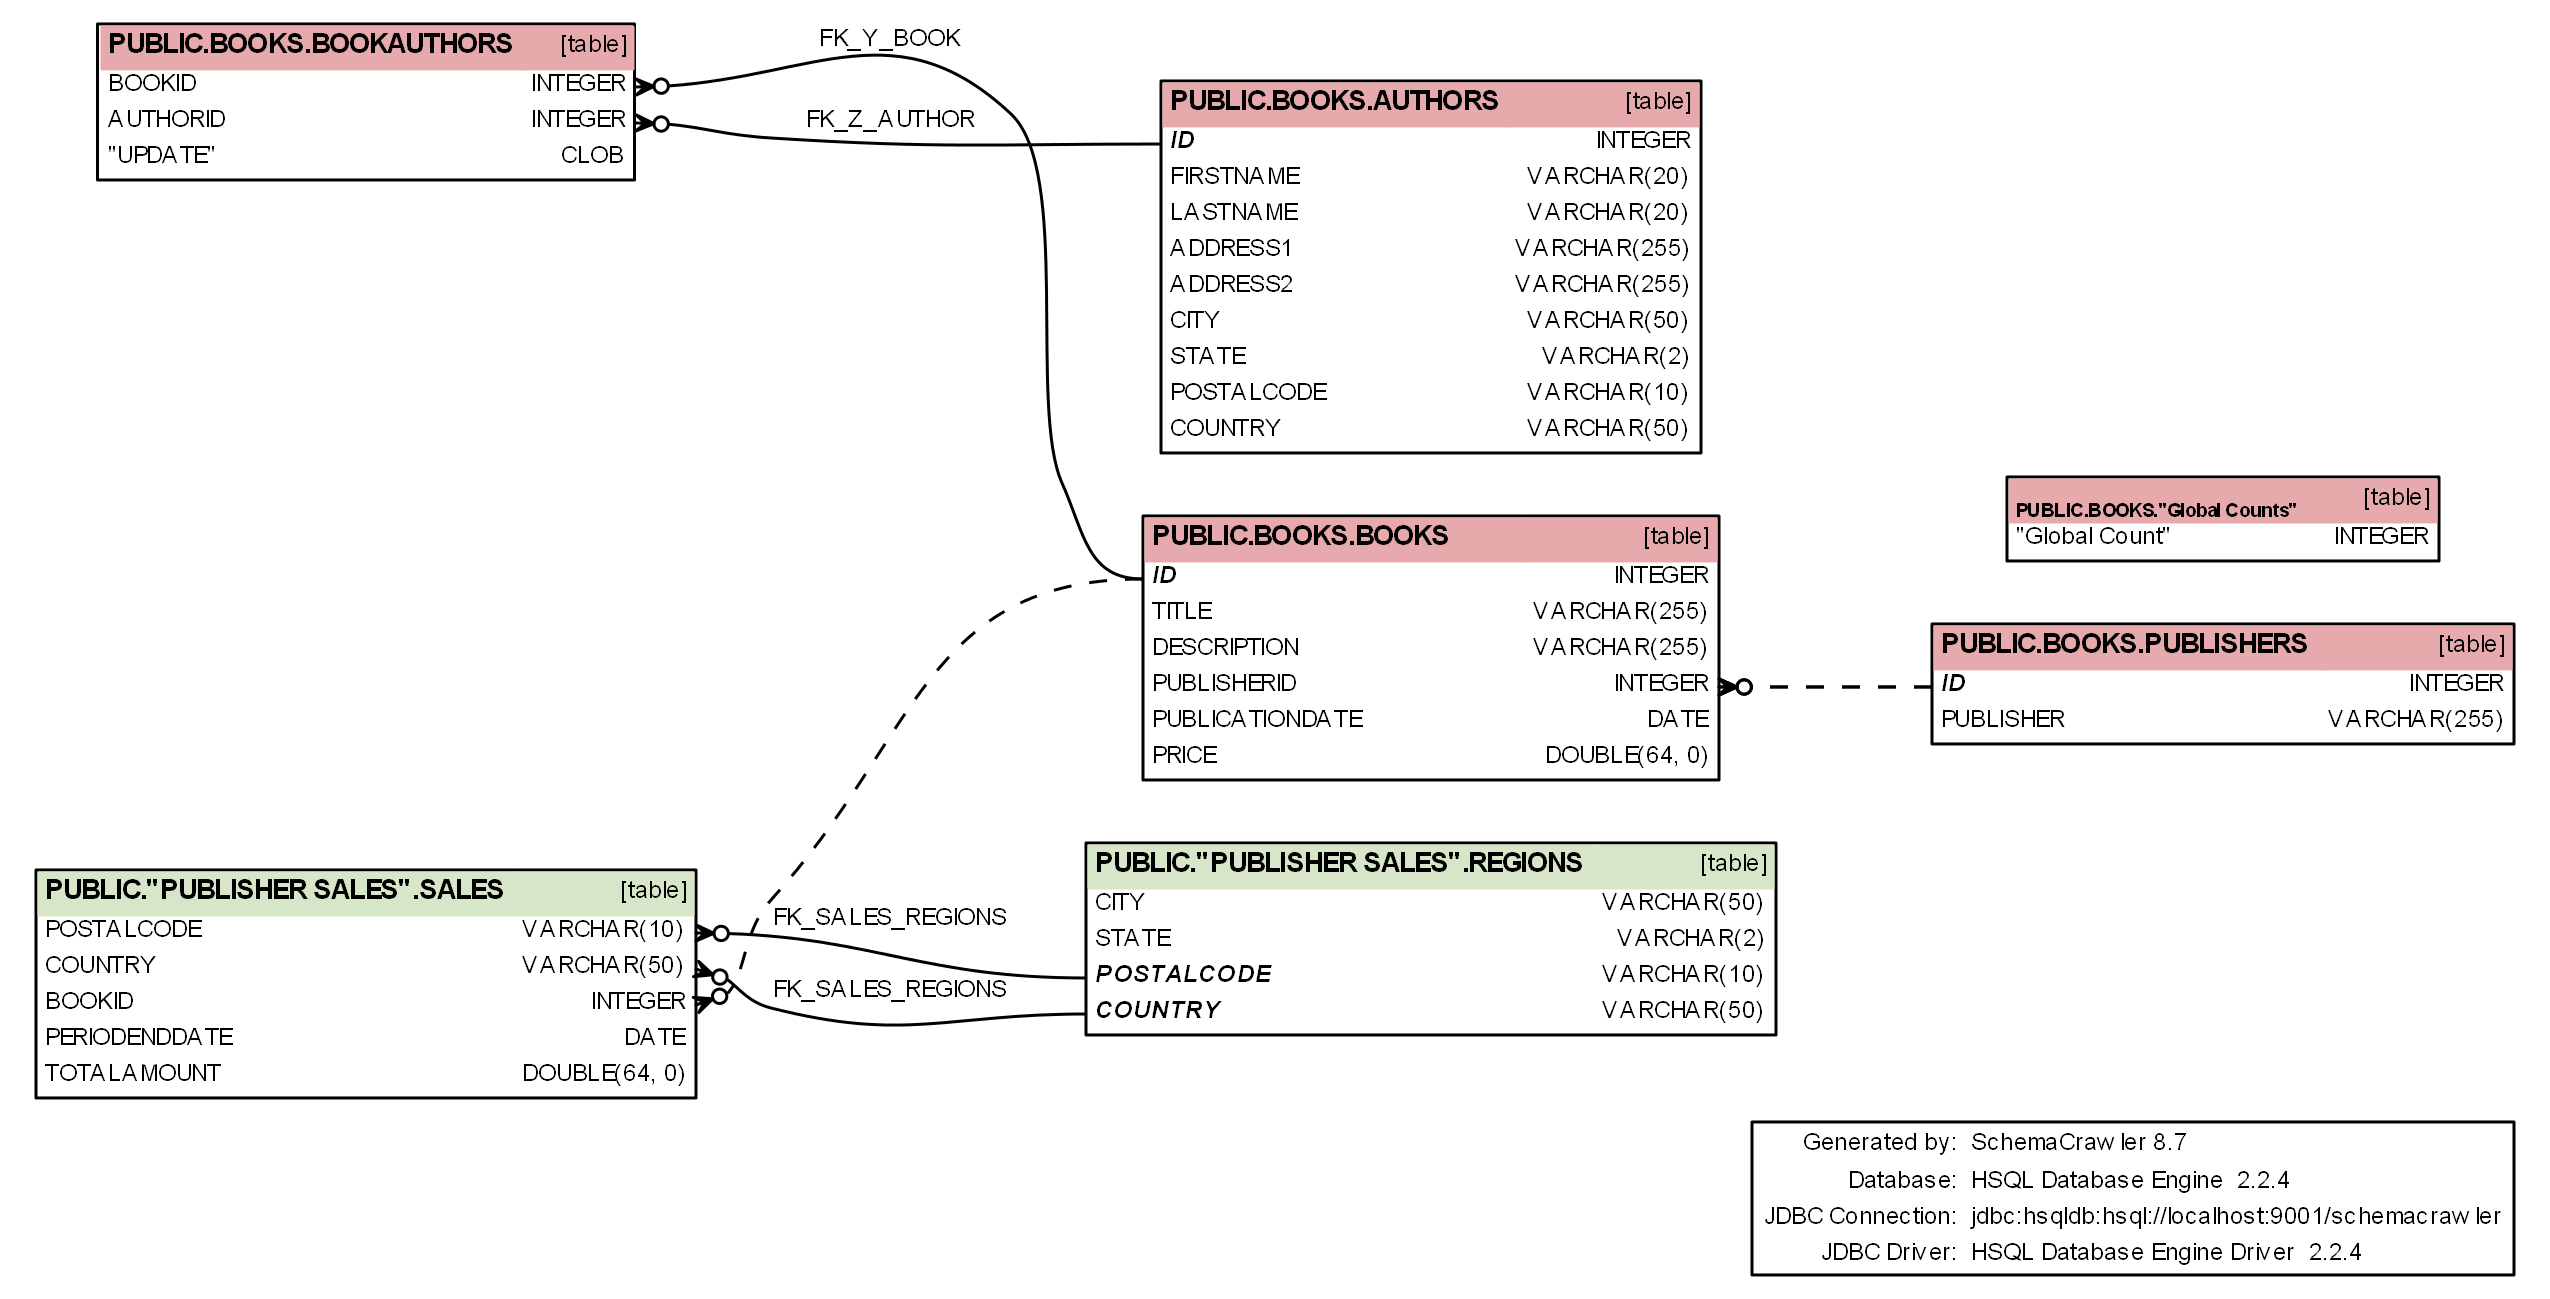 PUBLIC.BOOKS.BOOKAUTHORS [table]
BOOKID INTEGER
AUTHORID INTEGER
"UPDATE" CLOB
FK_Y_BOOK
FK_Z_AUTHOR
PUBLIC.BOOKS.AUTHORS [table]
ID INTEGER
FIRSTNAME VARCHAR(20)
LASTNAME VARCHAR(20)
ADDRESS1 VARCHAR(255)
ADDRESS2 VARCHAR(255)
CITY VARCHAR(50)
STATE VARCHAR(2)
POSTALCODE VARCHAR(10)
COUNTRY VARCHAR(50)
PUBLIC.BOOKS."Global Counts" [table]
"Global Count" INTEGER
PUBLIC.BOOKS.BOOKS [table]
ID INTEGER
TITLE VARCHAR(255)
DESCRIPTION VARCHAR(255)
PUBLISHERID INTEGER
PUBLICATIONDATE DATE
PRICE DOUBLE(64, 0)
PUBLIC.BOOKS.PUBLISHERS [table]
ID INTEGER
PUBLISHER VARCHAR(255)
PUBLIC."PUBLISHER SALES".SALES [table]
POSTALCODE VARCHAR(10)
COUNTRY VARCHAR(50)
BOOKID INTEGER
PERIODENDDATE DATE
TOTALAMOUNT DOUBLE(64, 0)
FK_SALES_REGIONS
FK_SALES_REGIONS
PUBLIC."PUBLISHER SALES".REGIONS [table]
CITY VARCHAR(50)
STATE VARCHAR(2)
POSTALCODE VARCHAR(10)
COUNTRY VARCHAR(50)
Generated by: SchemaCrawler 8.7
Database: HSQL Database Engine 2.2.4
JDBC Connection: jdbc:hsqldb:hsql://localhost:9001/schemacrawler
JDBC Driver: HSQL Database Engine Driver 2.2.4